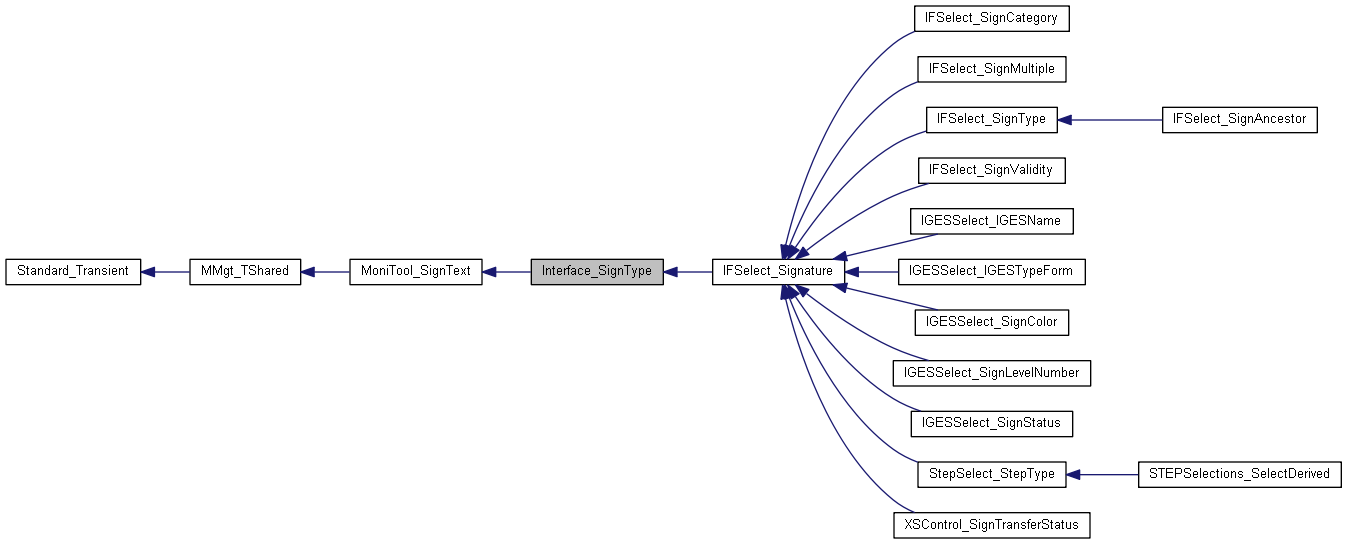 IFSelect_SignCategory
IFSelect_SignMultiple
IFSelect_SignType
IFSelect_SignAncestor
IFSelect_SignValidity
IGESSelect_IGESName
Standard_Transient
MMgt_TShared
MoniTool_SignText
Interface_SignType
IFSelect_Signature
IGESSelect_IGESTypeForm
IGESSelect_SignColor
IGESSelect_SignLevelNumber
IGESSelect_SignStatus
StepSelect_StepType
STEPSelections_SelectDerived
XSControl_SignTransferStatus